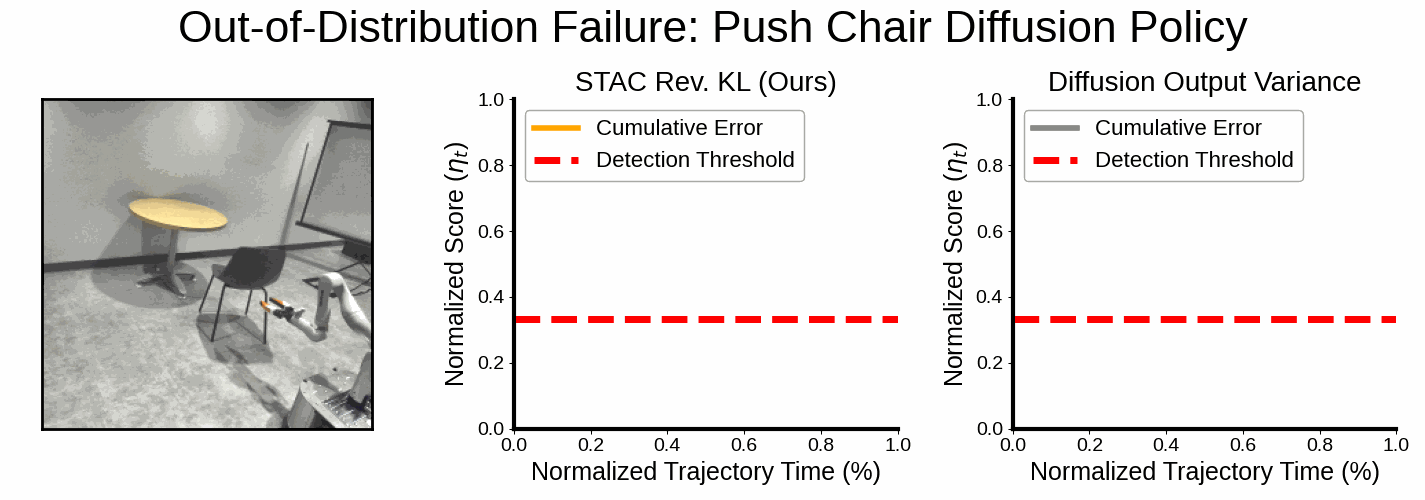 Out-of-Distribution Failure: Push Chair Diffusion Policy
STAC Rev. KL (Ours)
Cumulative Error
Detection Threshold
Normalized Score (ηt)
1.0
0.8
0.6
0.4
0.2
0.0
0.0 0.2 0.4 0.6 0.8 1.0
Normalized Trajectory Time (%)
Diffusion Output Variance
Cumulative Error
Detection Threshold
Normalized Score (ηt)
1.0
0.8
0.6
0.4
0.2
0.0
0.0 0.2 0.4 0.6 0.8 1.0
Normalized Trajectory Time (%)